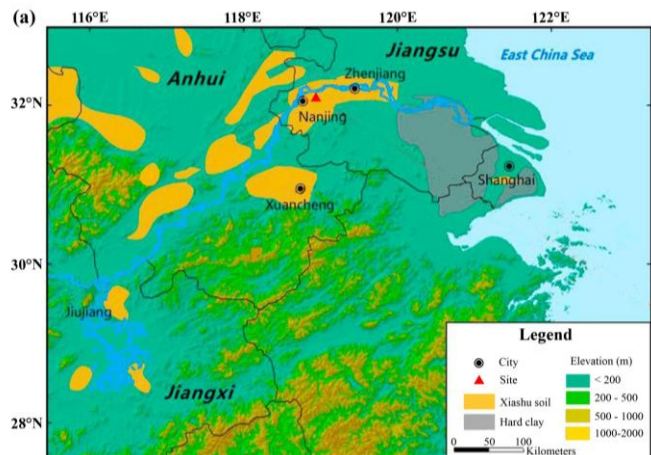 (a)
116°E
118°E
120°E
122°E
Jiangsu
East China Sea
Anhui
Zhenjiang
32°N
Nanjing
Shanghai
Xuancheng
30°N
Jiujiang
Legend
City
Elevation (m)
Site
< 200
200 - 500
Xiashu soil
500 - 1000
Hard clay
1000-2000
Jiangxi
28°N
0 50 100
Kilometers